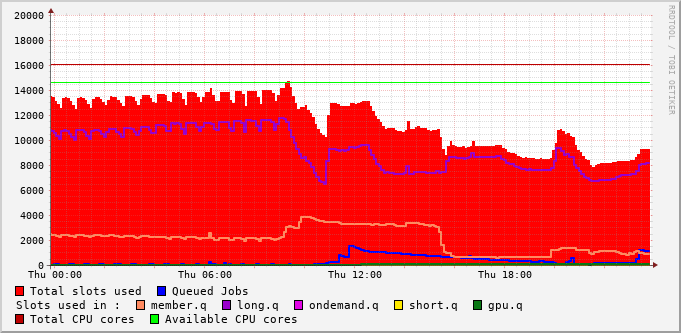 20000
18000
16000
14000
12000
10000
8000
6000
4000
2000
0
Thu 00:00 Thu 06:00 Thu 12:00 Thu 18:00
RRDTOOL / TOBI OETIKER
Total slots used Queued Jobs
Slots used in : member.q long.q ondemand.q short.q gpu.q
Total CPU cores Available CPU cores